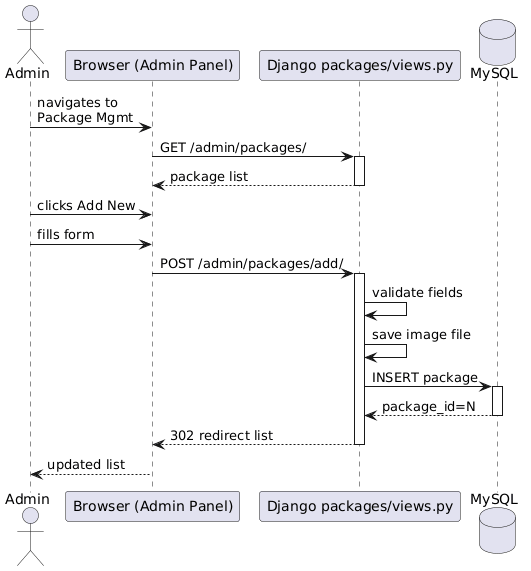 Admin
Browser (Admin Panel)
Django packages/views.py
MySQL
navigates to
Package Mgmt
GET /admin/packages/
package list
clicks Add New
fills form
POST /admin/packages/add/
validate fields
save image file
INSERT package
package_id=N
302 redirect list
updated list
Admin
Browser (Admin Panel)
Django packages/views.py
MySQL